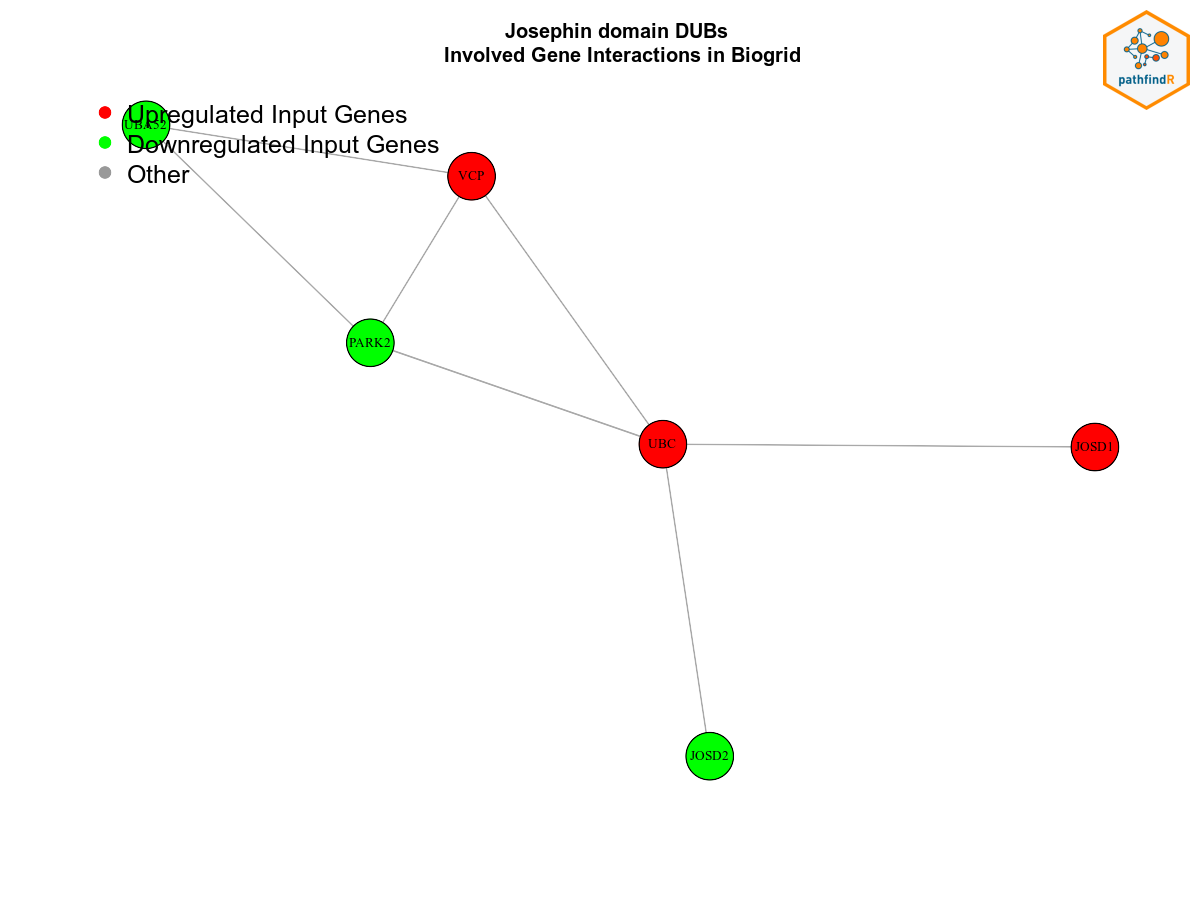 Josephin domain DUBs
Involved Gene Interactions in Biogrid
pathfindR
Upregulated Input Genes
UBA52
Downregulated Input Genes
Other
VCP
PARK2
UBC
JOSD1
JOSD2